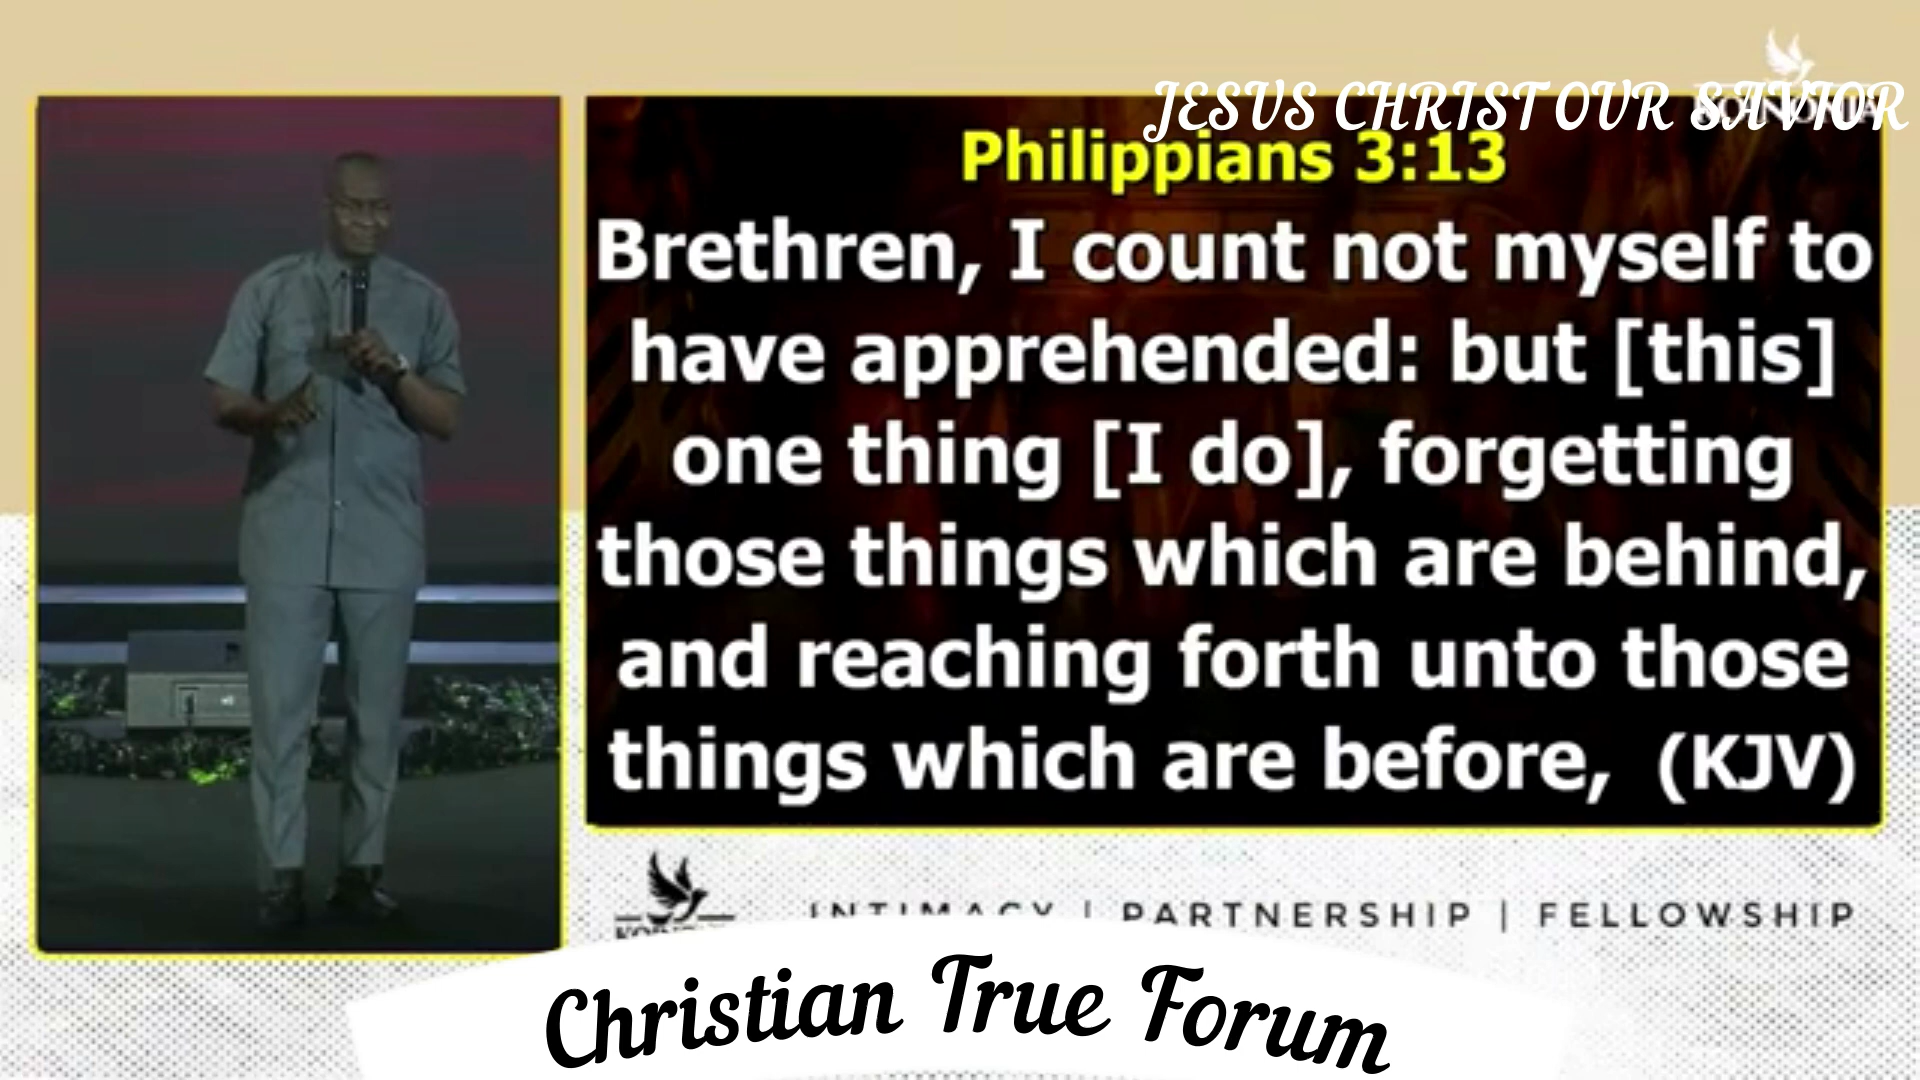 JESUS CHRIST OUR SAVIOR
Philippians 3:13
Brethren, I count not myself to
have apprehended: but [this]
one thing [I do], forgetting
those things which are behind,
and reaching forth unto those
things which are before, (KJV)
INTIMACY | PARTNERSHIP | FELLOWSHIP
Christian True Forum